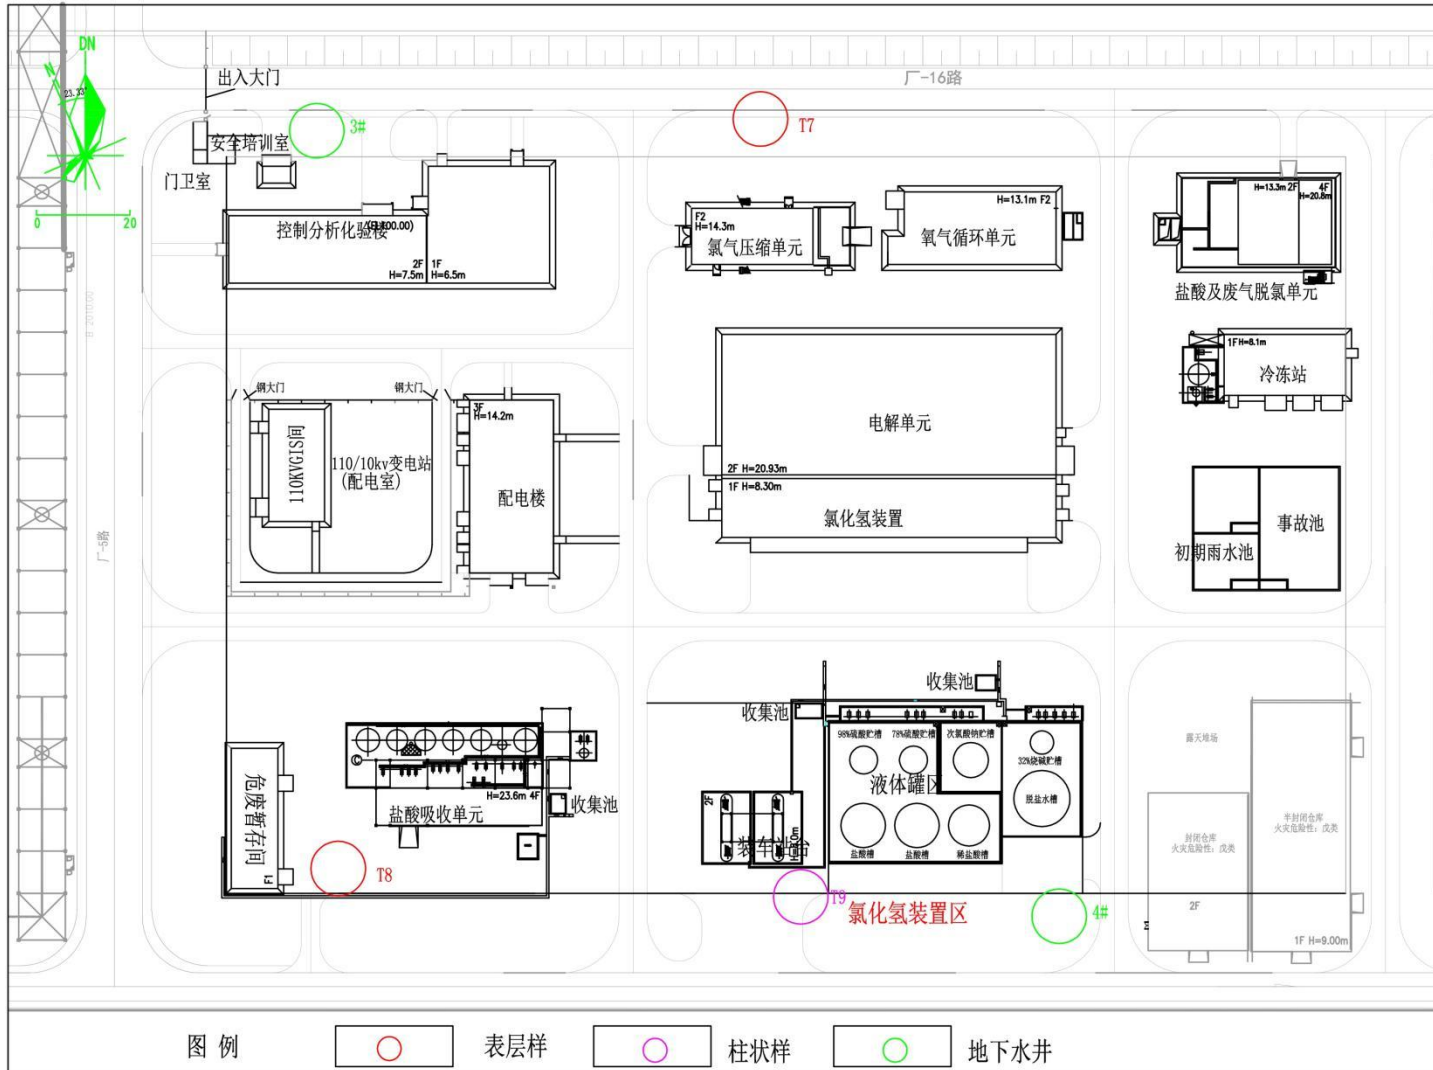 DN
N
23.33°
0
20
出入大门
厂-16路
3#
T7
安全培训室
门卫室
控制分析化验楼
2F
H=7.5m
1F
H=6.5m
F2
H=14.3m
氯气压缩单元
H=13.1m F2
氧气循环单元
H=13.3m 2F
4F
H=20.8m
盐酸及废气脱氯单元
1F H=8.1m
冷冻站
钢大门
钢大门
110KVGIS间
110/10kv变电站
(配电室)
3F
H=14.2m
配电楼
电解单元
2F H=20.93m
1F H=8.30m
氯化氢装置
初期雨水池
事故池
厂-5路
收集池
收集池
98%硫酸贮槽
78%硫酸贮槽
次氯酸钠贮槽
32%烧碱贮槽
液体罐区
脱盐水槽
盐酸槽
盐酸槽
稀盐酸槽
2F
装车站台
危废暂存间
F1
H=23.6m 4F
盐酸吸收单元
收集池
T8
T9
氯化氢装置区
4#
露天堆场
封闭仓库
火灾危险性：戊类
2F
半封闭仓库
火灾危险性：戊类
1F H=9.00m
图 例
表层样
柱状样
地下水井